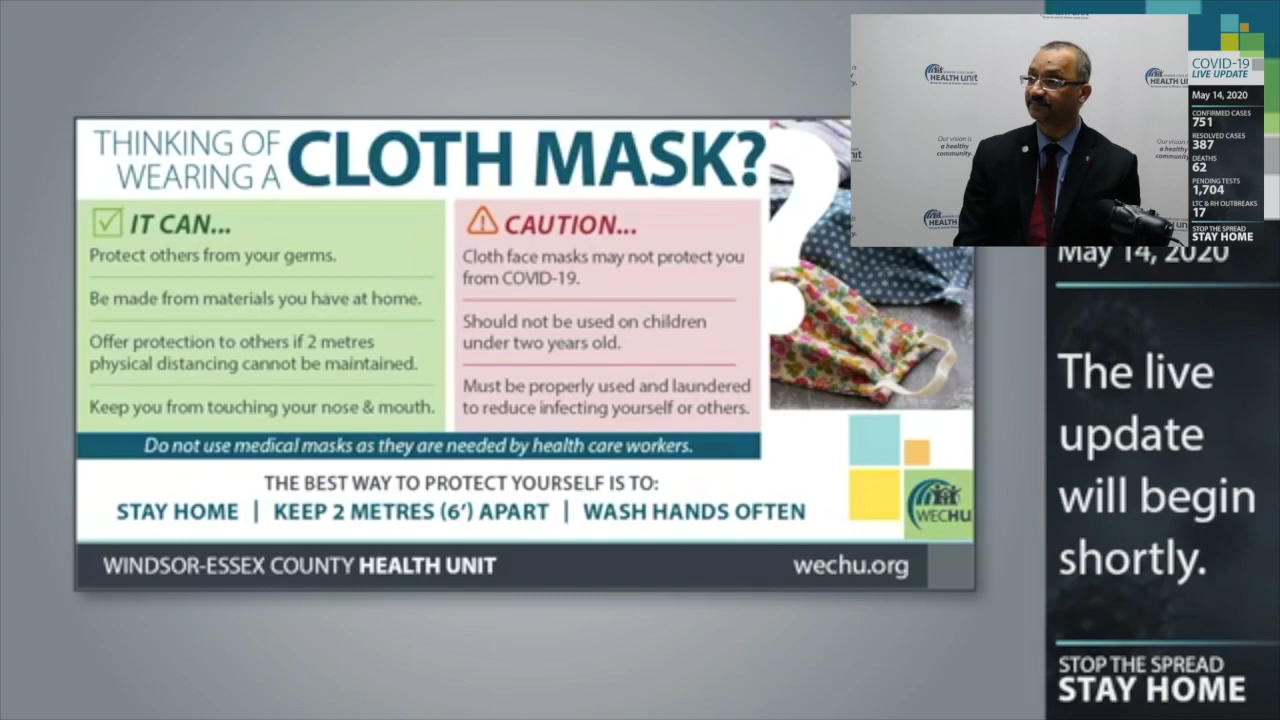 THINKING OF
WEARING A
CLOTH MASK?
IT CAN...
Protect others from your germs.
Be made from materials you have at home.
Offer protection to others if 2 metres
physical distancing cannot be maintained.
Keep you from touching your nose & mouth.
CAUTION...
Cloth face masks may not protect you
from COVID-19.
Should not be used on children
under two years old.
Must be properly used and laundered
to reduce infecting yourself or others.
Do not use medical masks as they are needed by health care workers.
THE BEST WAY TO PROTECT YOURSELF IS TO:
STAY HOME | KEEP 2 METRES (6') APART | WASH HANDS OFTEN
WECHU
WINDSOR-ESSEX COUNTY HEALTH UNIT
wechu.org
HEALTH unit
Our vision is
a healthy
community.
HEALTH U
Our vision
a healthy
community
COVID-19
LIVE UPDATE
May 14, 2020
CONFIRMED CASES
751
RESOLVED CASES
387
DEATHS
62
PENDING TESTS
1,704
LTC & RH OUTBREAKS
17
STOP THE SPREAD
STAY HOME
May 14, 2020
The live
update
will begin
shortly.
STOP THE SPREAD
STAY HOME